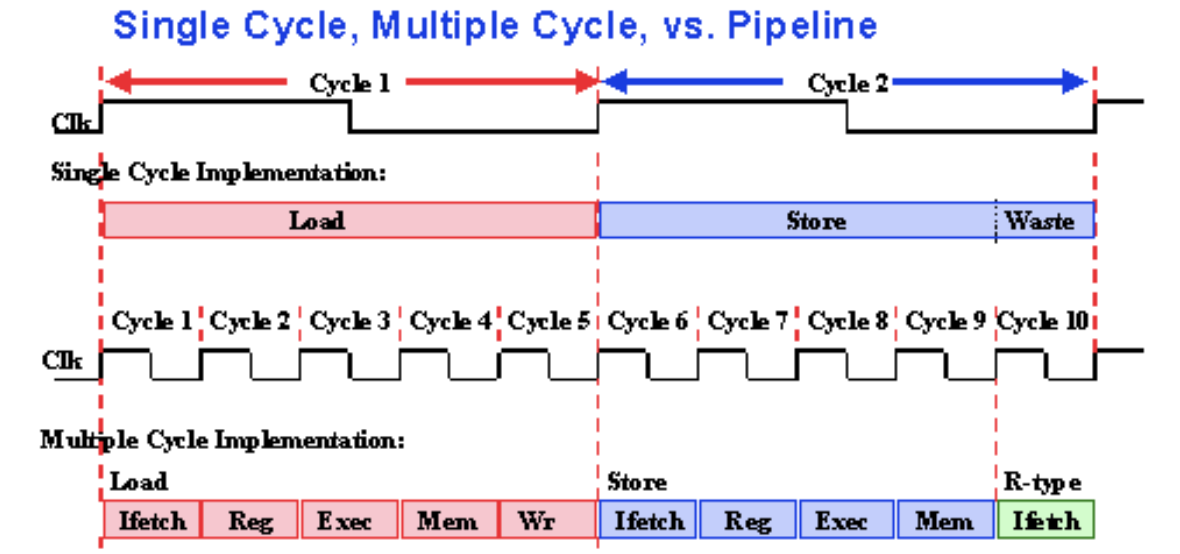 Single Cycle, Multiple Cycle, vs. Pipeline
Cycle 1 Cycle 2
Clk
Single Cycle Implementation:
Load Store Waste
Cycle 1 Cycle 2 Cycle 3 Cycle 4 Cycle 5 Cycle 6 Cycle 7 Cycle 8 Cycle 9 Cycle 10
Clk
Multiple Cycle Implementation:
Load Store R-type
Ifetch Reg Exec Mem Wr Ifetch Reg Exec Mem Ifetch